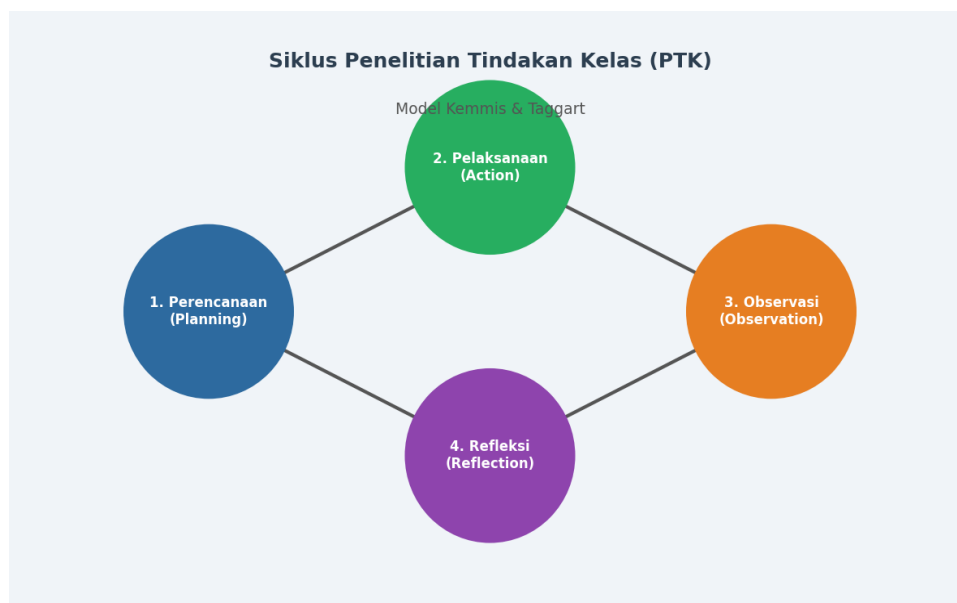 Siklus Penelitian Tindakan Kelas (PTK)
Model Kemmis & Taggart
2. Pelaksanaan
(Action)
1. Perencanaan
(Planning)
3. Observasi
(Observation)
4. Refleksi
(Reflection)